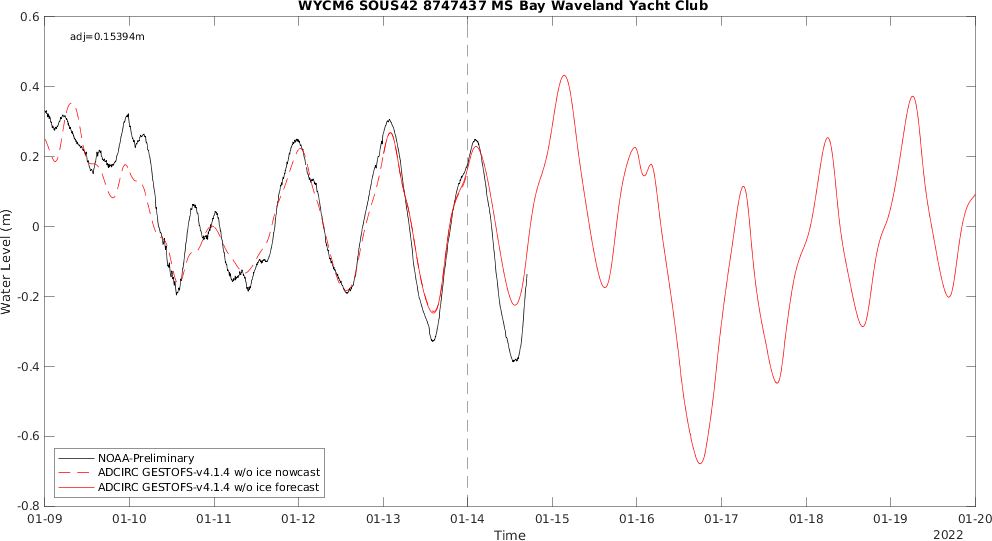 WYCM6 SOUS42 8747437 MS Bay Waveland Yacht Club
adj=0.15394m
0.6
0.4
0.2
0
-0.2
-0.4
-0.6
-0.8
Water Level (m)
NOAA-Preliminary
ADCIRC GESTOFS-v4.1.4 w/o ice nowcast
ADCIRC GESTOFS-v4.1.4 w/o ice forecast
01-09 01-10 01-11 01-12 01-13 01-14 01-15 01-16 01-17 01-18 01-19 01-20
Time
2022